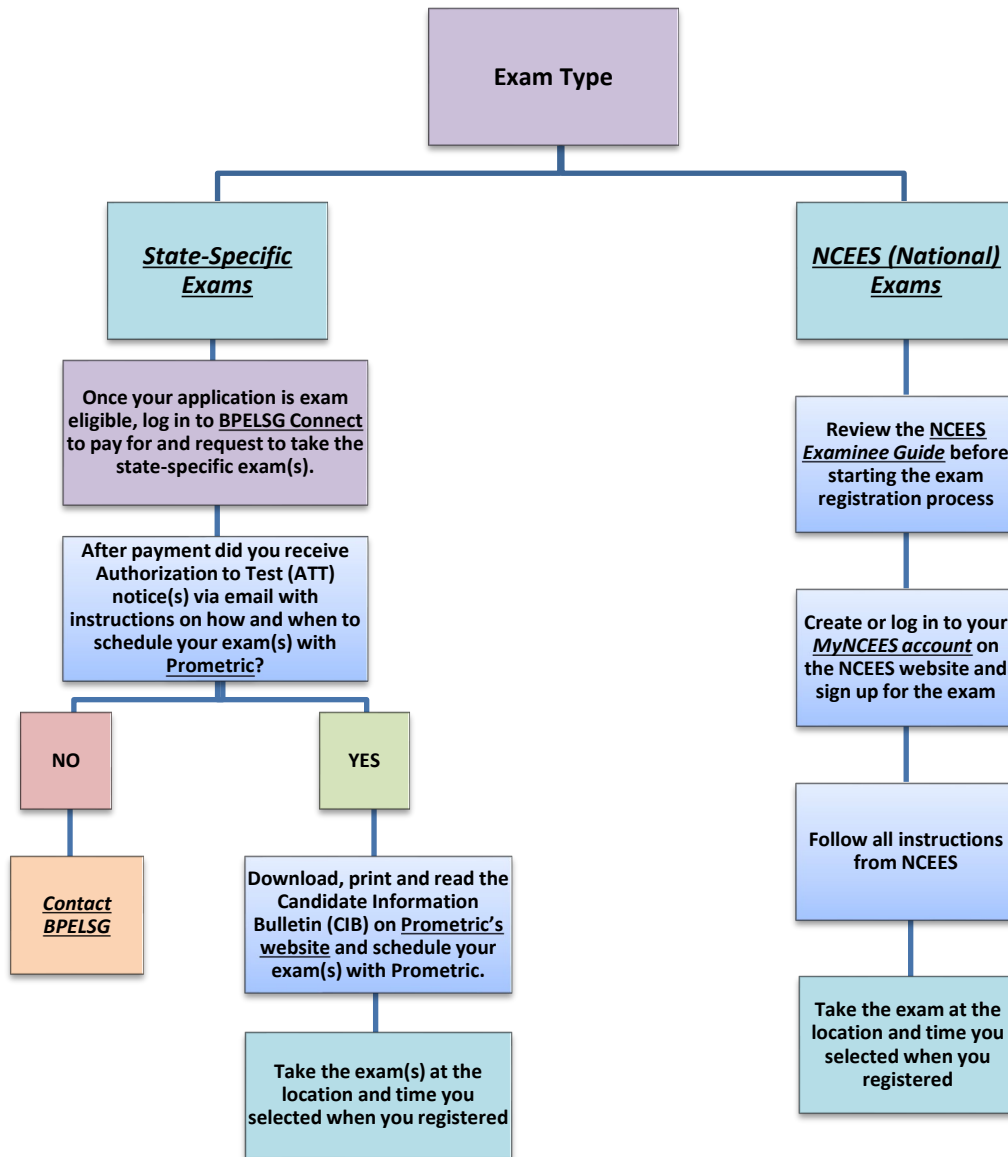 Exam Type
State-Specific
Exams
Once your application is exam
eligible, log in to BPELSG Connect
to pay for and request to take the
state-specific exam(s).
After payment did you receive
Authorization to Test (ATT)
notice(s) via email with
instructions on how and when to
schedule your exam(s) with
Prometric?
NO
Contact
BPELSG
YES
Download, print and read the
Candidate Information
Bulletin (CIB) on Prometric’s
website and schedule your
exam(s) with Prometric.
Take the exam(s) at the
location and time you
selected when you registered
NCEES (National)
Exams
Review the NCEES
Examinee Guide before
starting the exam
registration process
Create or log in to your
MyNCEES account on
the NCEES website and
sign up for the exam
Follow all instructions
from NCEES
Take the exam at the
location and time you
selected when you
registered